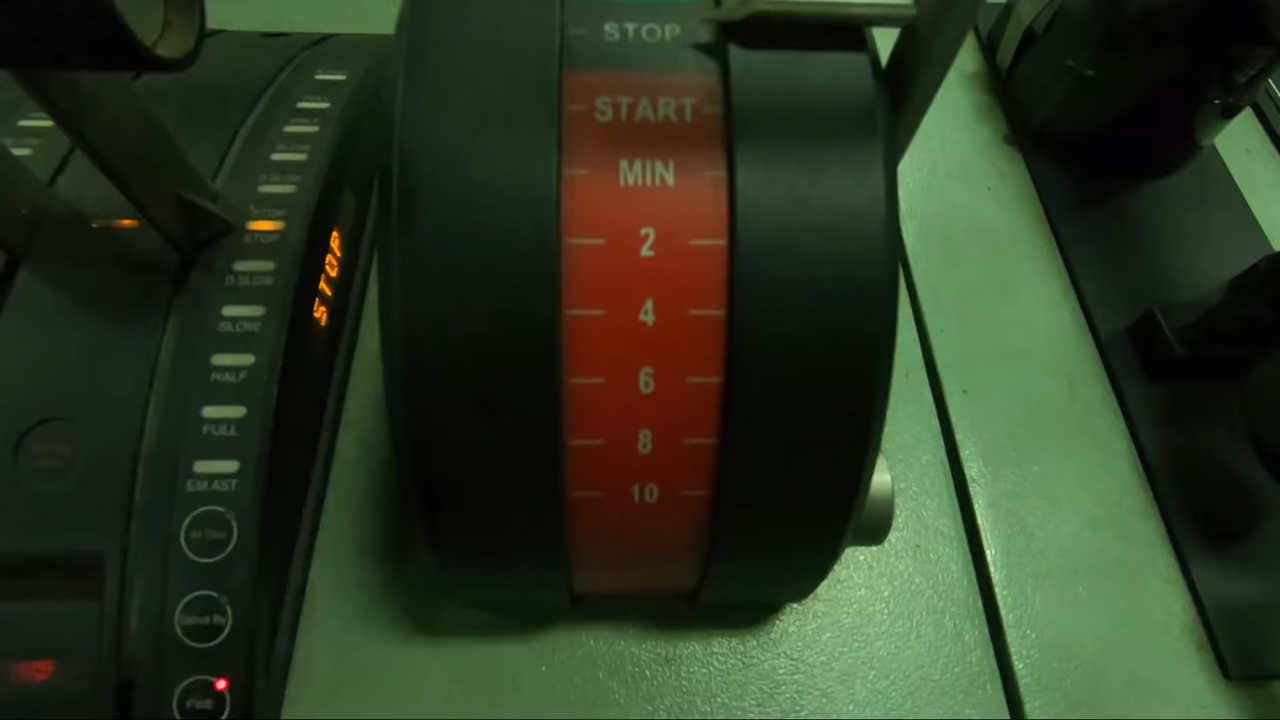 STOP
START
MIN
2
4
6
8
10
FULL
SLOW
D.SLOW
STOP
STOP
D.SLOW
SLOW
HALF
FULL
EM.AST.